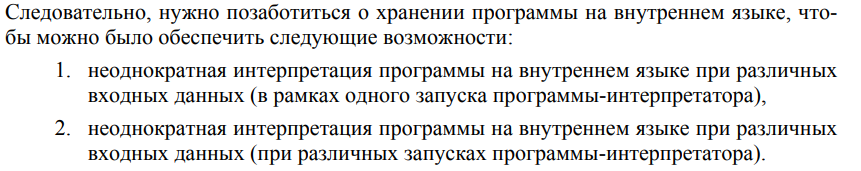 Следовательно, нужно позаботиться о хранении программы на внутреннем языке, что-
бы можно было обеспечить следующие возможности:
1. неоднократная интерпретация программы на внутреннем языке при различных
входных данных (в рамках одного запуска программы-интерпретатора),
2. неоднократная интерпретация программы на внутреннем языке при различных
входных данных (при различных запусках программы-интерпретатора).